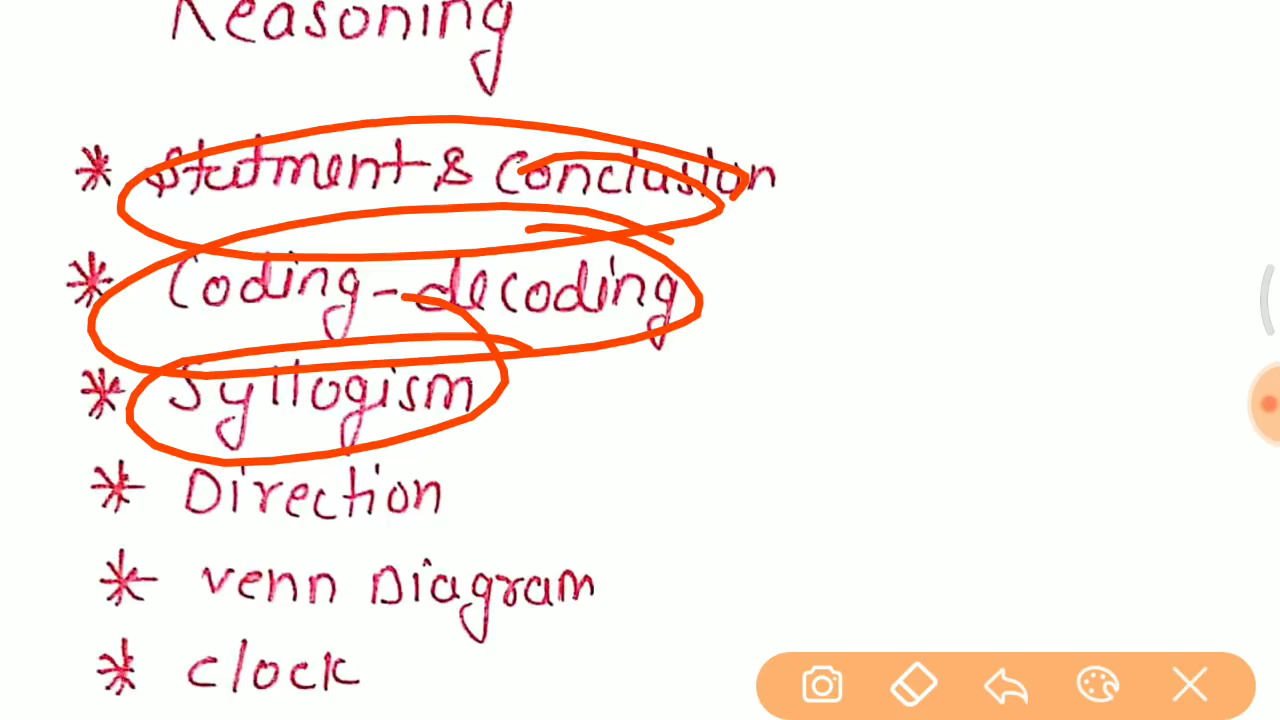 Reasoning
* Statment & Conclusion
* Coding - decoding
* Syllogism
* Direction
* venn Diagram
* clock